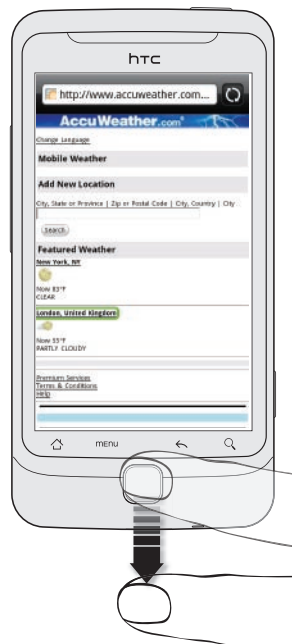 hTC
http://www.accuweather.com...
AccuWeather.com
Change Language
Mobile Weather
Add New Location
City, State or Province | Zip or Postal Code | City, Country | City
Search
Featured Weather
New York, NY
Now 83°F
CLEAR
London, United Kingdom
Now 55°F
PARTLY CLOUDY
Premium Services
Terms & Conditions
Help
mEnU